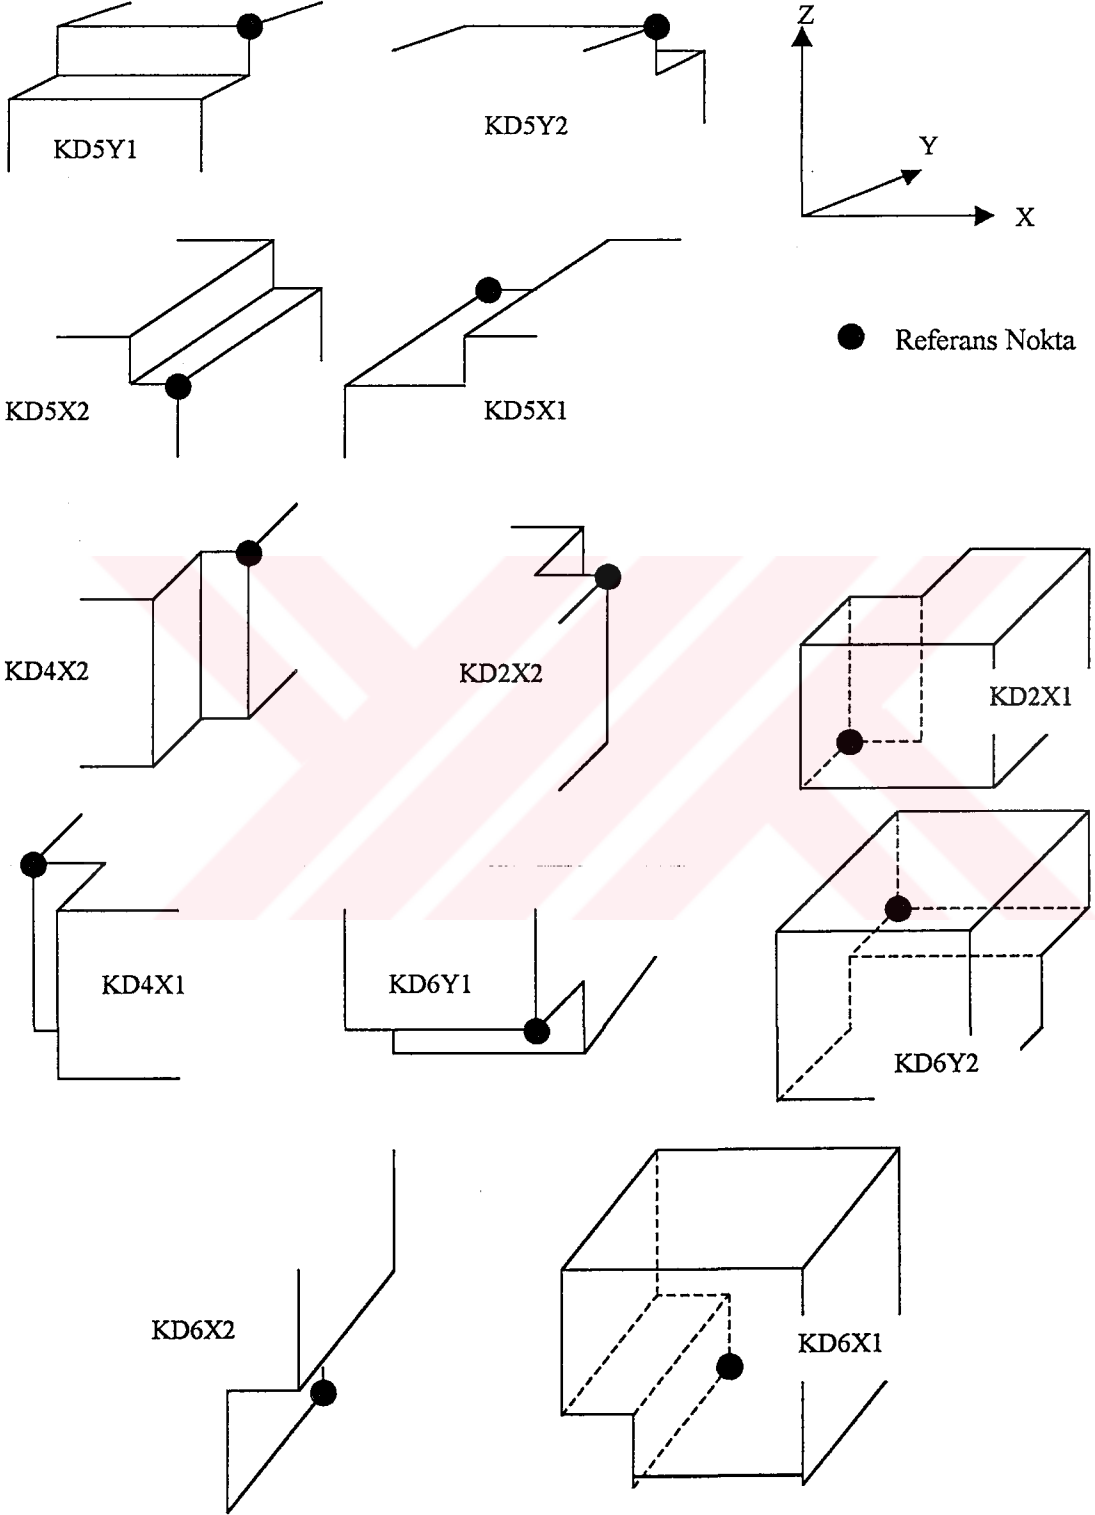 Z
KD5Y2
KD5Y1
Y
X
Referans Nokta
KD5X2
KD5X1
KD4X2
KD2X2
KD2X1
KD4X1
KD6Y1
KD6Y2
KD6X2
KD6X1